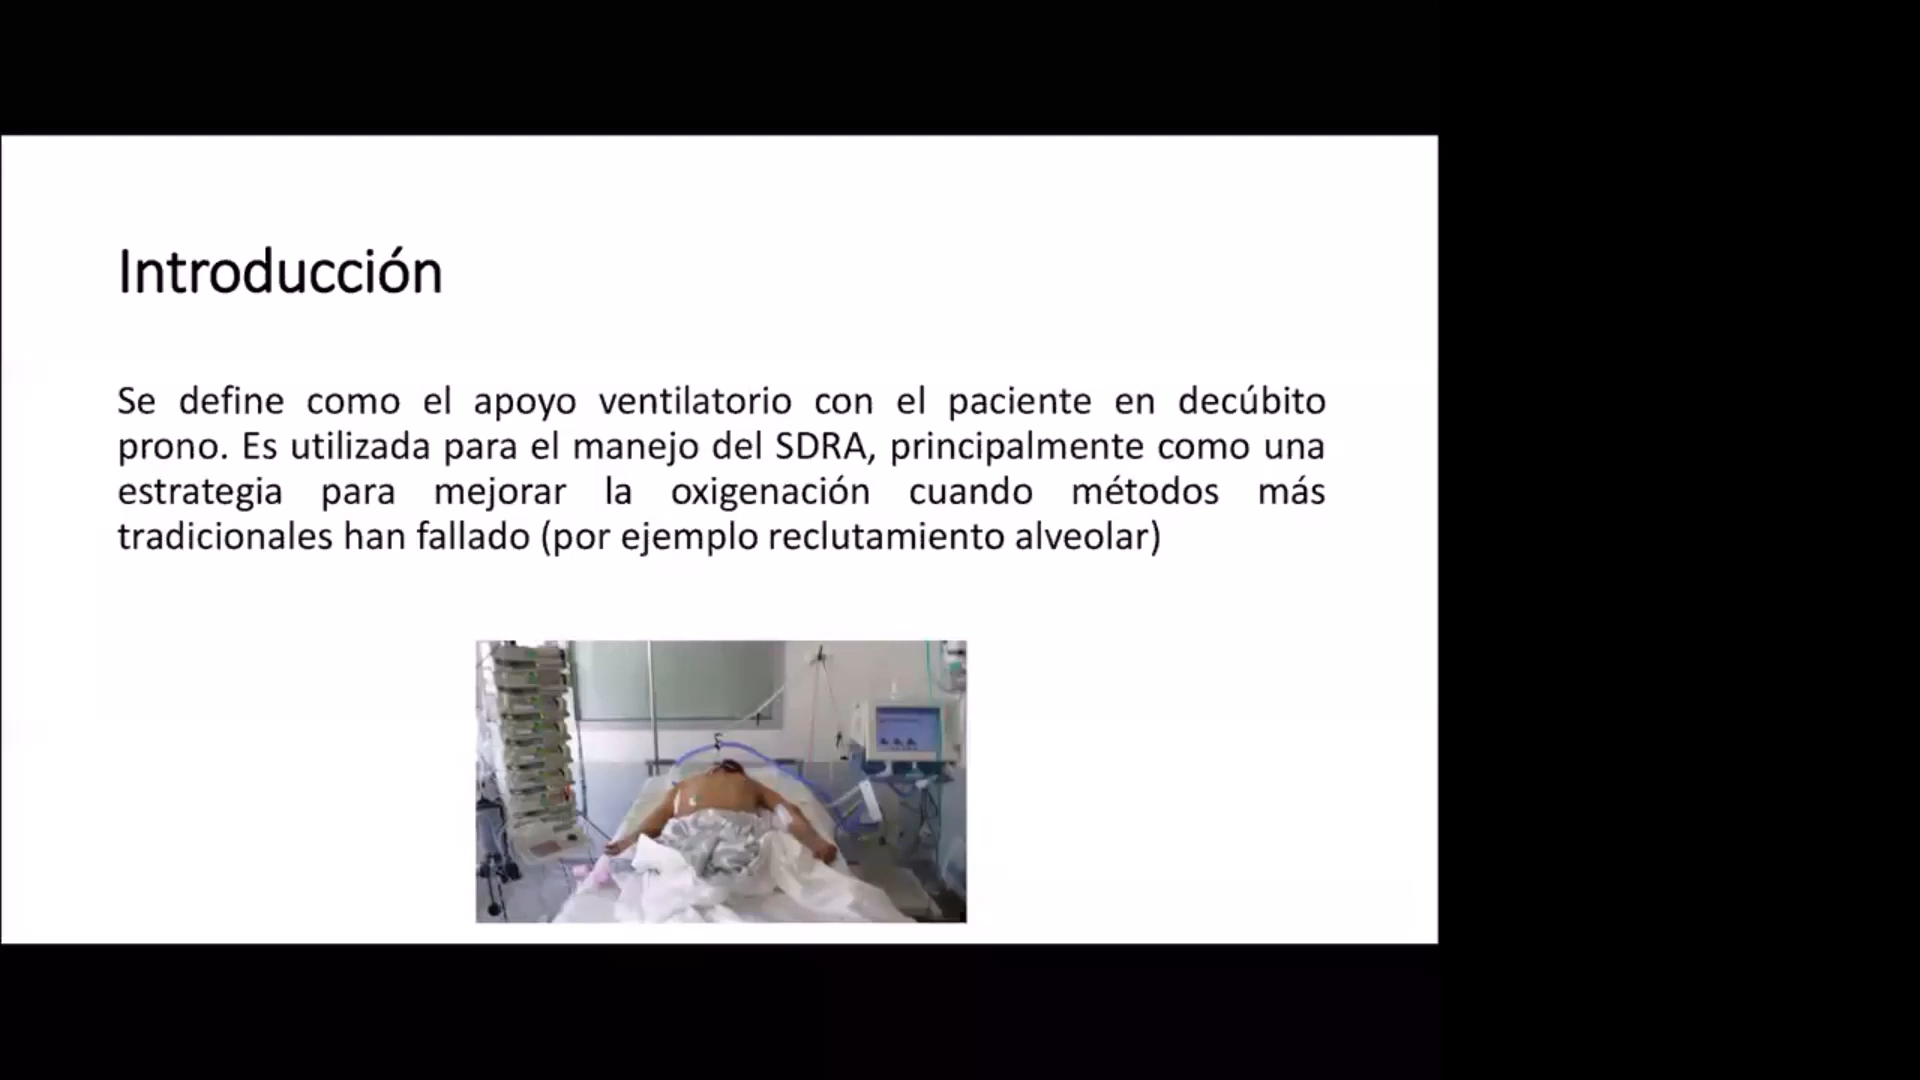 Introducción
Se define como el apoyo ventilatorio con el paciente en decúbito
prono. Es utilizada para el manejo del SDRA, principalmente como una
estrategia para mejorar la oxigenación cuando métodos más
tradicionales han fallado (por ejemplo reclutamiento alveolar)